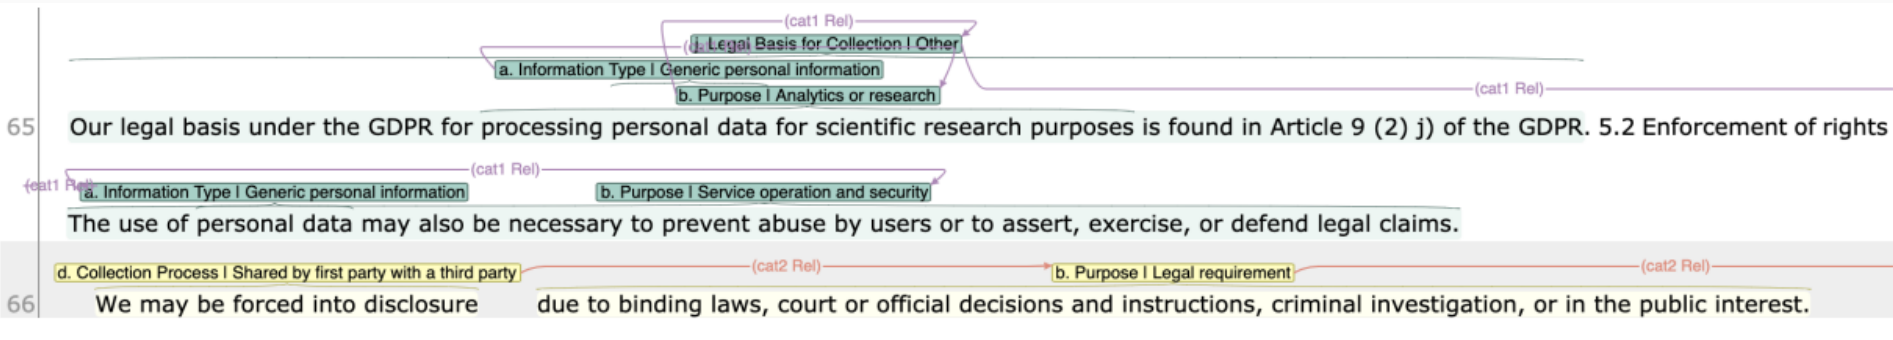 (cat1 Rel)
j. Legal Basis for Collection | Other
a. Information Type | Generic personal information
(cat1 Rel)
b. Purpose | Analytics or research
65 Our legal basis under the GDPR for processing personal data for scientific research purposes is found in Article 9 (2) j) of the GDPR. 5.2 Enforcement of rights
(cat1 Rel)
(cat1 Rel)
a. Information Type | Generic personal information b. Purpose | Service operation and security
The use of personal data may also be necessary to prevent abuse by users or to assert, exercise, or defend legal claims.
d. Collection Process | Shared by first party with a third party (cat2 Rel) b. Purpose | Legal requirement (cat2 Rel)
66 We may be forced into disclosure due to binding laws, court or official decisions and instructions, criminal investigation, or in the public interest.